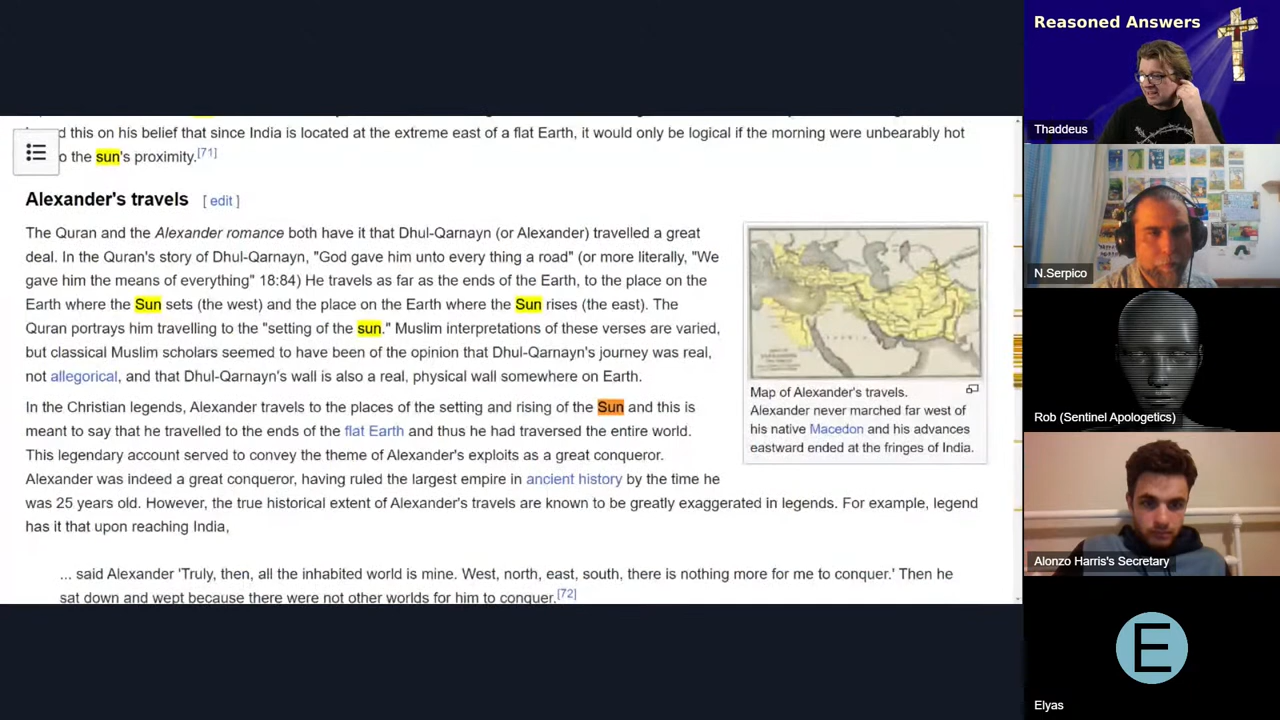 this on his belief that since India is located at the extreme east of a flat Earth, it would only be logical if the morning were unbearably hot
the sun's proximity.[71]
Alexander's travels [ edit ]
The Quran and the Alexander romance both have it that Dhul-Qarnayn (or Alexander) travelled a great
deal. In the Quran's story of Dhul-Qarnayn, "God gave him unto every thing a road" (or more literally, "We
gave him the means of everything" 18:84) He travels as far as the ends of the Earth, to the place on the
Earth where the Sun sets (the west) and the place on the Earth where the Sun rises (the east). The
Quran portrays him travelling to the "setting of the sun." Muslim interpretations of these verses are varied,
but classical Muslim scholars seemed to have been of the opinion that Dhul-Qarnayn's journey was real,
not allegorical, and that Dhul-Qarnayn's wall is also a real, physical wall somewhere on Earth.
In the Christian legends, Alexander travels to the places of the setting and rising of the Sun and this is
meant to say that he travelled to the ends of the flat Earth and thus he had traversed the entire world.
This legendary account served to convey the theme of Alexander's exploits as a great conqueror.
Alexander was indeed a great conqueror, having ruled the largest empire in ancient history by the time he
was 25 years old. However, the true historical extent of Alexander's travels are known to be greatly exaggerated in legends. For example, legend
has it that upon reaching India,
... said Alexander 'Truly, then, all the inhabited world is mine. West, north, east, south, there is nothing more for me to conquer.' Then he
sat down and wept because there were not other worlds for him to conquer.[72]
Map of Alexander's travels.
Alexander never marched far west of
his native Macedon and his advances
eastward ended at the fringes of India.
Reasoned Answers
Thaddeus
N.Serpico
Rob (Sentinel Apologetics)
Alonzo Harris's Secretary
E
Elyas